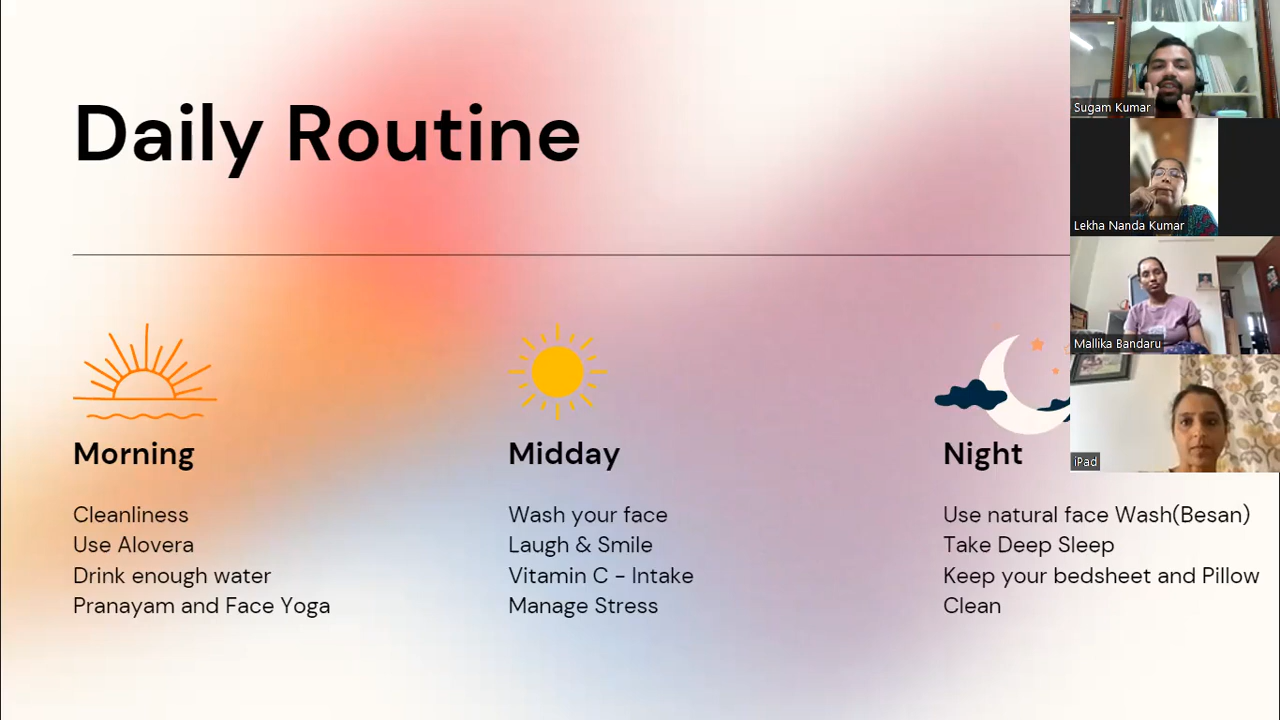 Daily Routine
Morning
Cleanliness
Use Alovera
Drink enough water
Pranayam and Face Yoga
Midday
Wash your face
Laugh & Smile
Vitamin C - Intake
Manage Stress
Night
Use natural face Wash(Besan)
Take Deep Sleep
Keep your bedsheet and Pillow
Clean
Sugam Kumar
Lekha Nanda Kumar
Mallika Bandaru
iPad